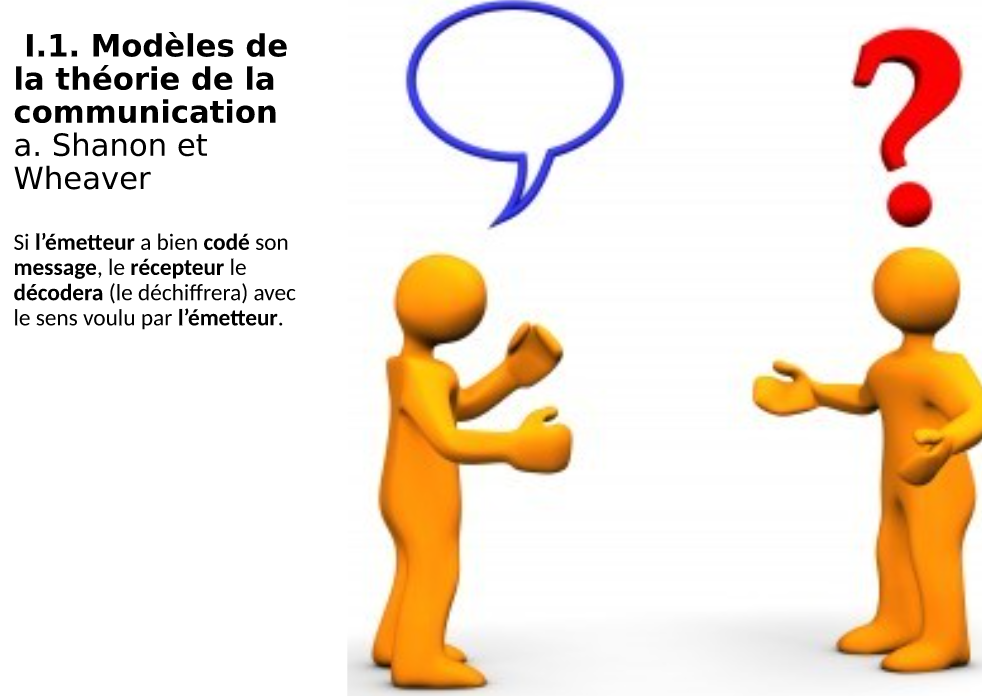 I.1. Modèles de
la théorie de la
communication
a. Shanon et
Wheaver
Si l’émetteur a bien codé son
message, le récepteur le
décodera (le déchiffrera) avec
le sens voulu par l’émetteur.
?